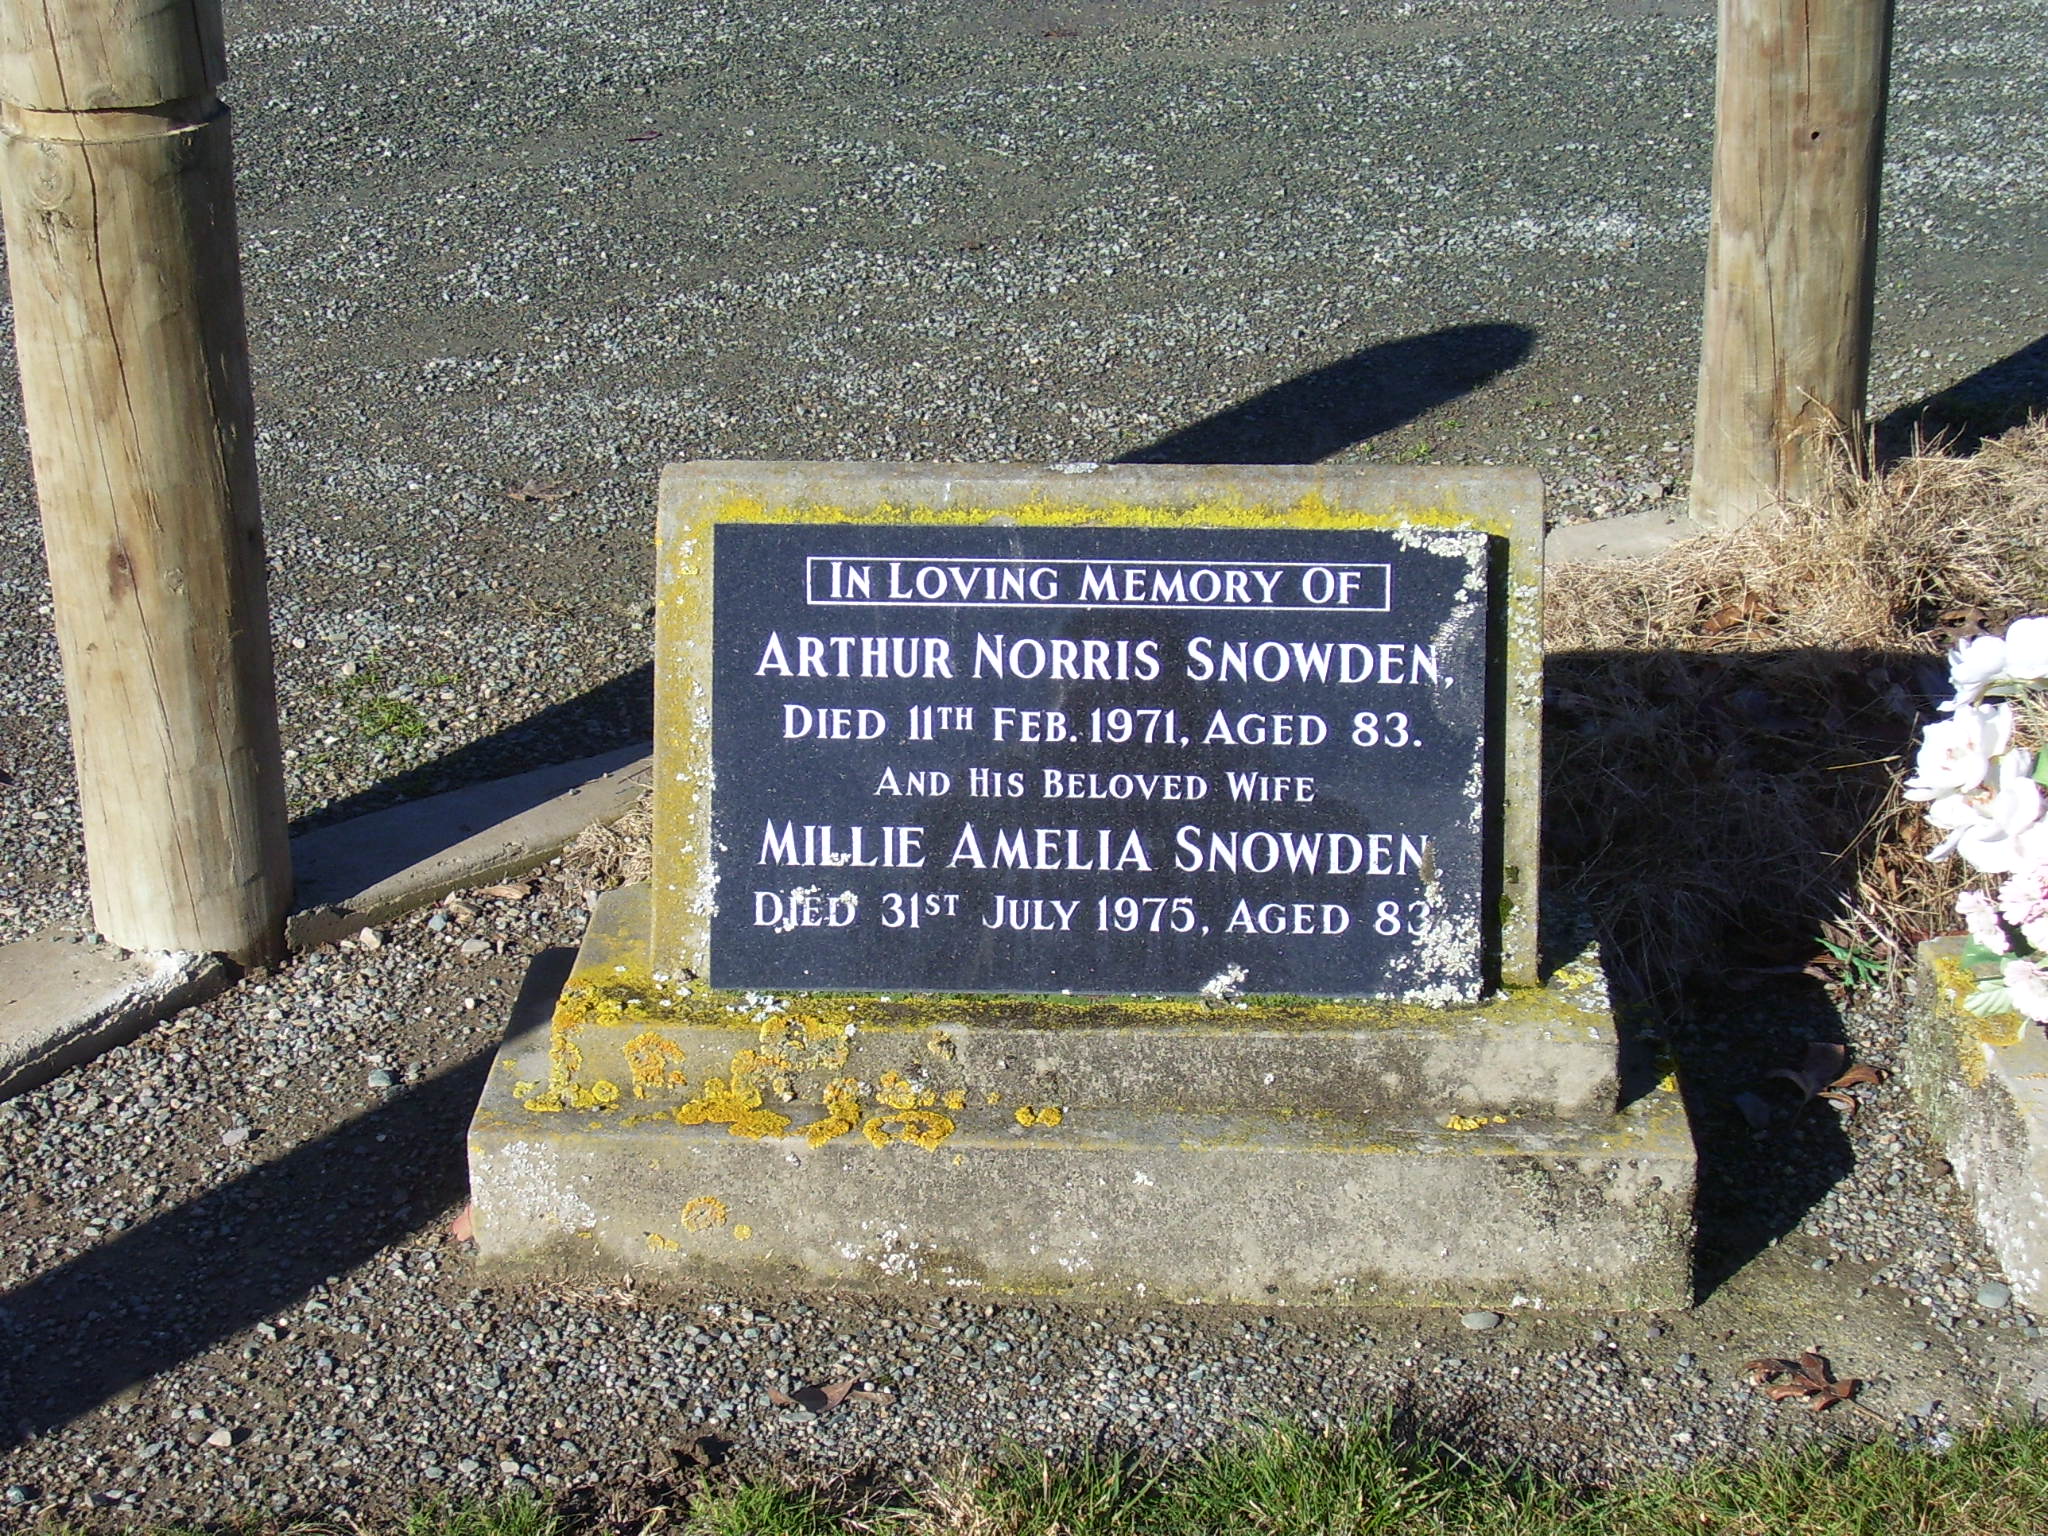 In Loving Memory Of
Arthur Norris Snowden,
Died 11th Feb. 1971, aged 83.
And His Beloved Wife
Millie Amelia Snowden,
Died 31st July 1975, aged 83